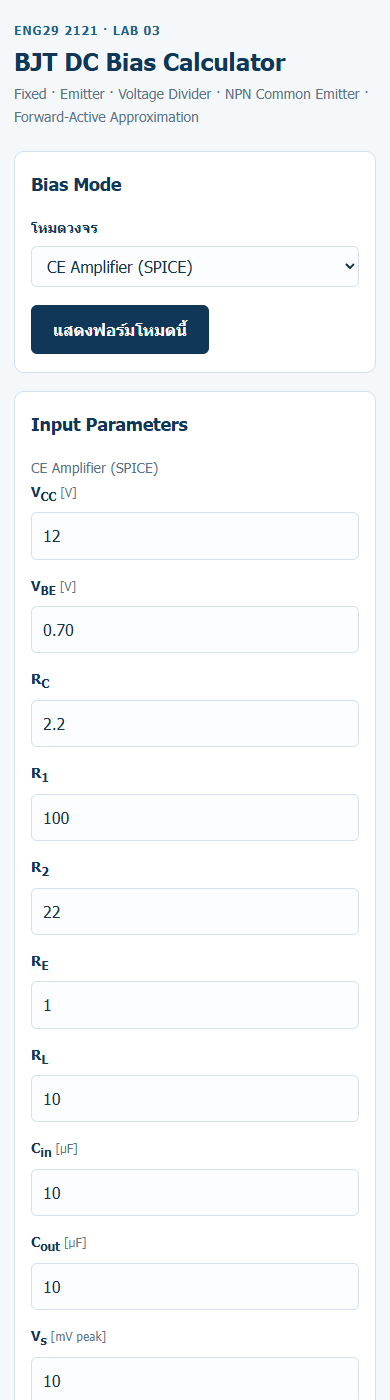 ENG29 2121 · LAB 03
BJT DC Bias Calculator
Fixed · Emitter · Voltage Divider · NPN Common Emitter ·
Forward-Active Approximation
Bias Mode
โหมดวงจร
CE Amplifier (SPICE)
แสดงฟอร์มโหมดนี้
Input Parameters
CE Amplifier (SPICE)
VCC [V]
12
VBE [V]
0.70
RC
2.2
R1
100
R2
22
RE
1
RL
10
Cin [µF]
10
Cout [µF]
10
Vs [mV peak]
10